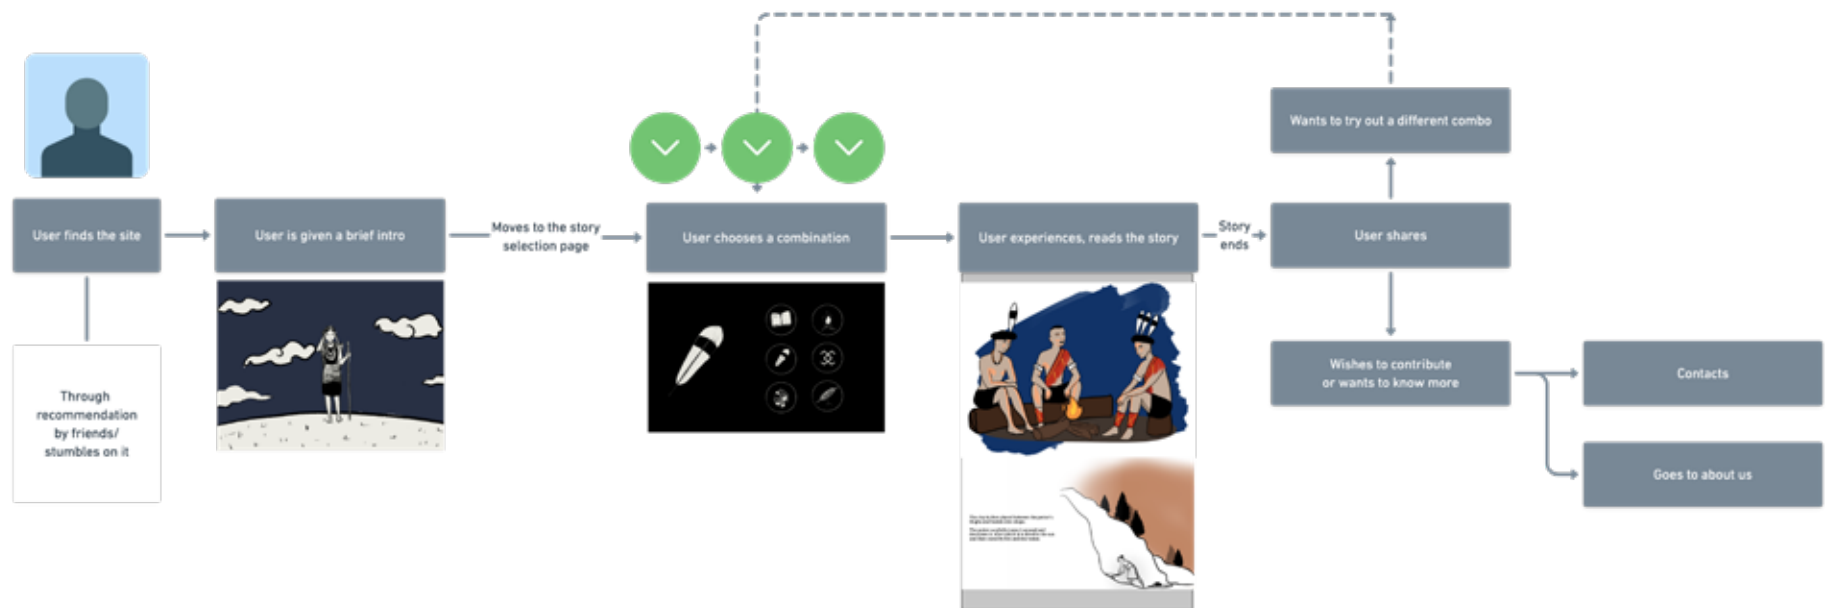 Wants to try out a different combo
User finds the site
User is given a brief intro
Moves to the story
selection page
User chooses a combination
User experiences, reads the story
Story
ends
User shares
Through
recommendation
by friends/
stumbles on it
Wishes to contribute
or wants to know more
Contacts
Goes to about us